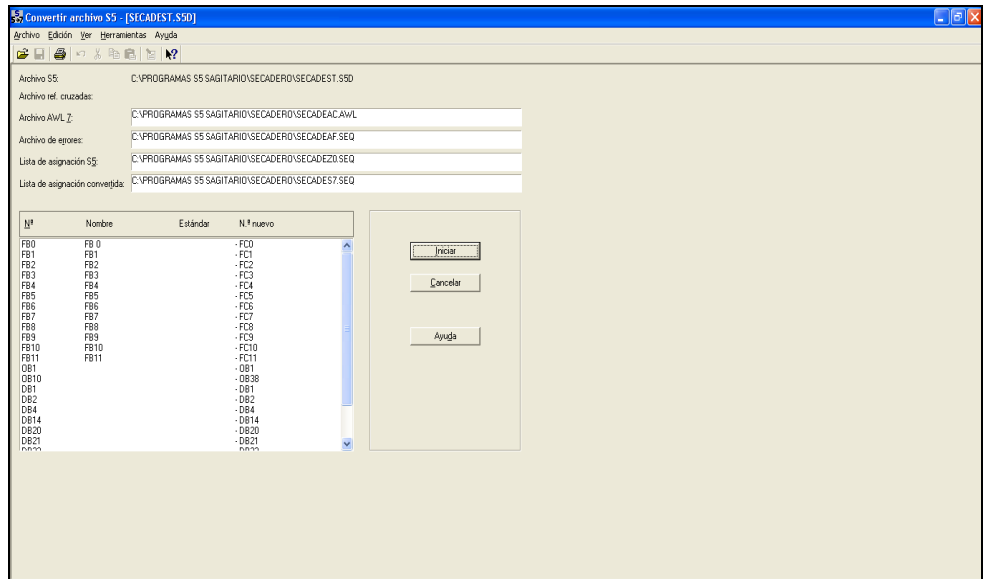 Convertir archivo S5 - [SECADEST.S5D]
Archivo Edición Ver Herramientas Ayuda
Archivo S5: C:\PROGRAMAS S5 SAGITARIO\SECADERO\SECADEST.S5D
Archivo ref. cruzadas:
Archivo AWL 7: C:\PROGRAMAS S5 SAGITARIO\SECADERO\SECADEAC.AWL
Archivo de errores: C:\PROGRAMAS S5 SAGITARIO\SECADERO\SECADEAF.SEQ
Lista de asignación S5: C:\PROGRAMAS S5 SAGITARIO\SECADERO\SECADEZ0.SEQ
Lista de asignación convertida: C:\PROGRAMAS S5 SAGITARIO\SECADERO\SECADES7.SEQ
Nº Nombre Estándar N.º nuevo
FB0 FB 0 - FC0
FB1 FB1 - FC1
FB2 FB2 - FC2
FB3 FB3 - FC3
FB4 FB4 - FC4
FB5 FB5 - FC5
FB6 FB6 - FC6
FB7 FB7 - FC7
FB8 FB8 - FC8
FB9 FB9 - FC9
FB10 FB10 - FC10
FB11 FB11 - FC11
OB1 - OB1
OB10 - OB38
DB1 - DB1
DB2 - DB2
DB4 - DB4
DB14 - DB14
DB20 - DB20
DB21 - DB21
Iniciar
Cancelar
Ayuda